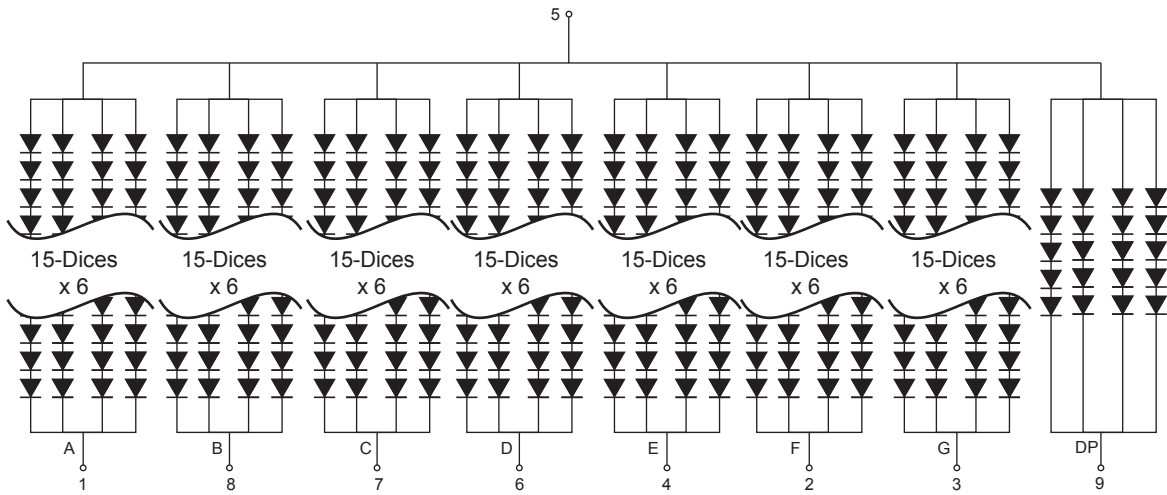 5
15-Dices 15-Dices 15-Dices 15-Dices 15-Dices 15-Dices 15-Dices
x 6 x 6 x 6 x 6 x 6 x 6 x 6
A B C D E F G DP
1 8 7 6 4 2 3 9